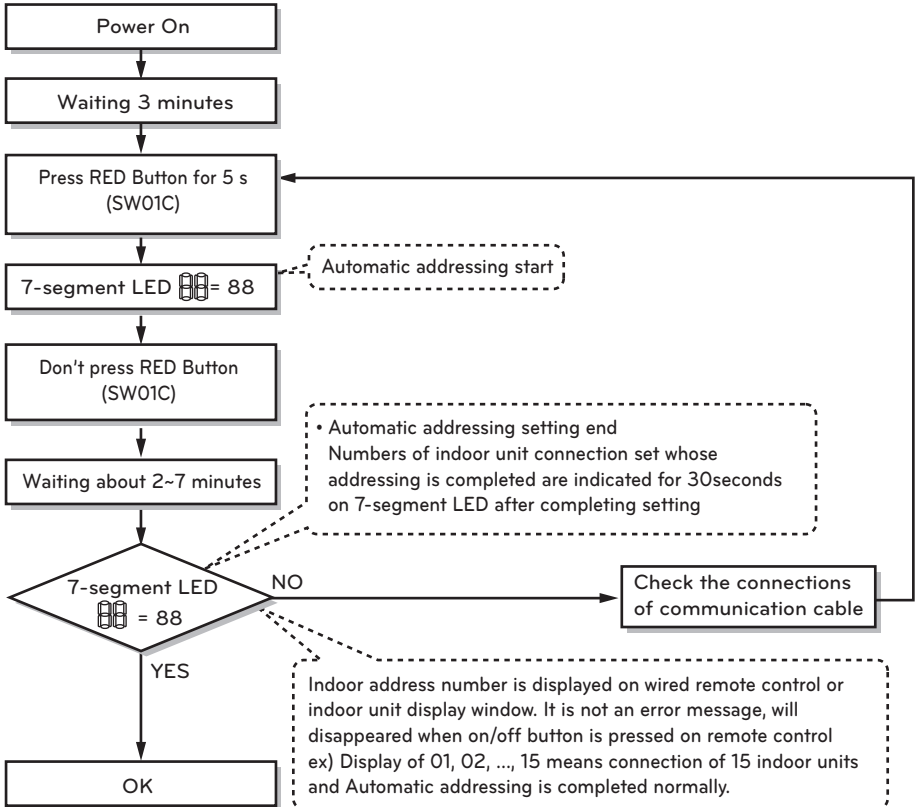 Power On
Waiting 3 minutes
Press RED Button for 5 s
(SW01C)
7-segment LED 88= 88
Automatic addressing start
Don't press RED Button
(SW01C)
Waiting about 2~7 minutes
• Automatic addressing setting end
Numbers of indoor unit connection set whose
addressing is completed are indicated for 30seconds
on 7-segment LED after completing setting
7-segment LED
88 = 88
NO
Check the connections
of communication cable
YES
Indoor address number is displayed on wired remote control or
indoor unit display window. It is not an error message, will
disappeared when on/off button is pressed on remote control
ex) Display of 01, 02, ..., 15 means connection of 15 indoor units
and Automatic addressing is completed normally.
OK